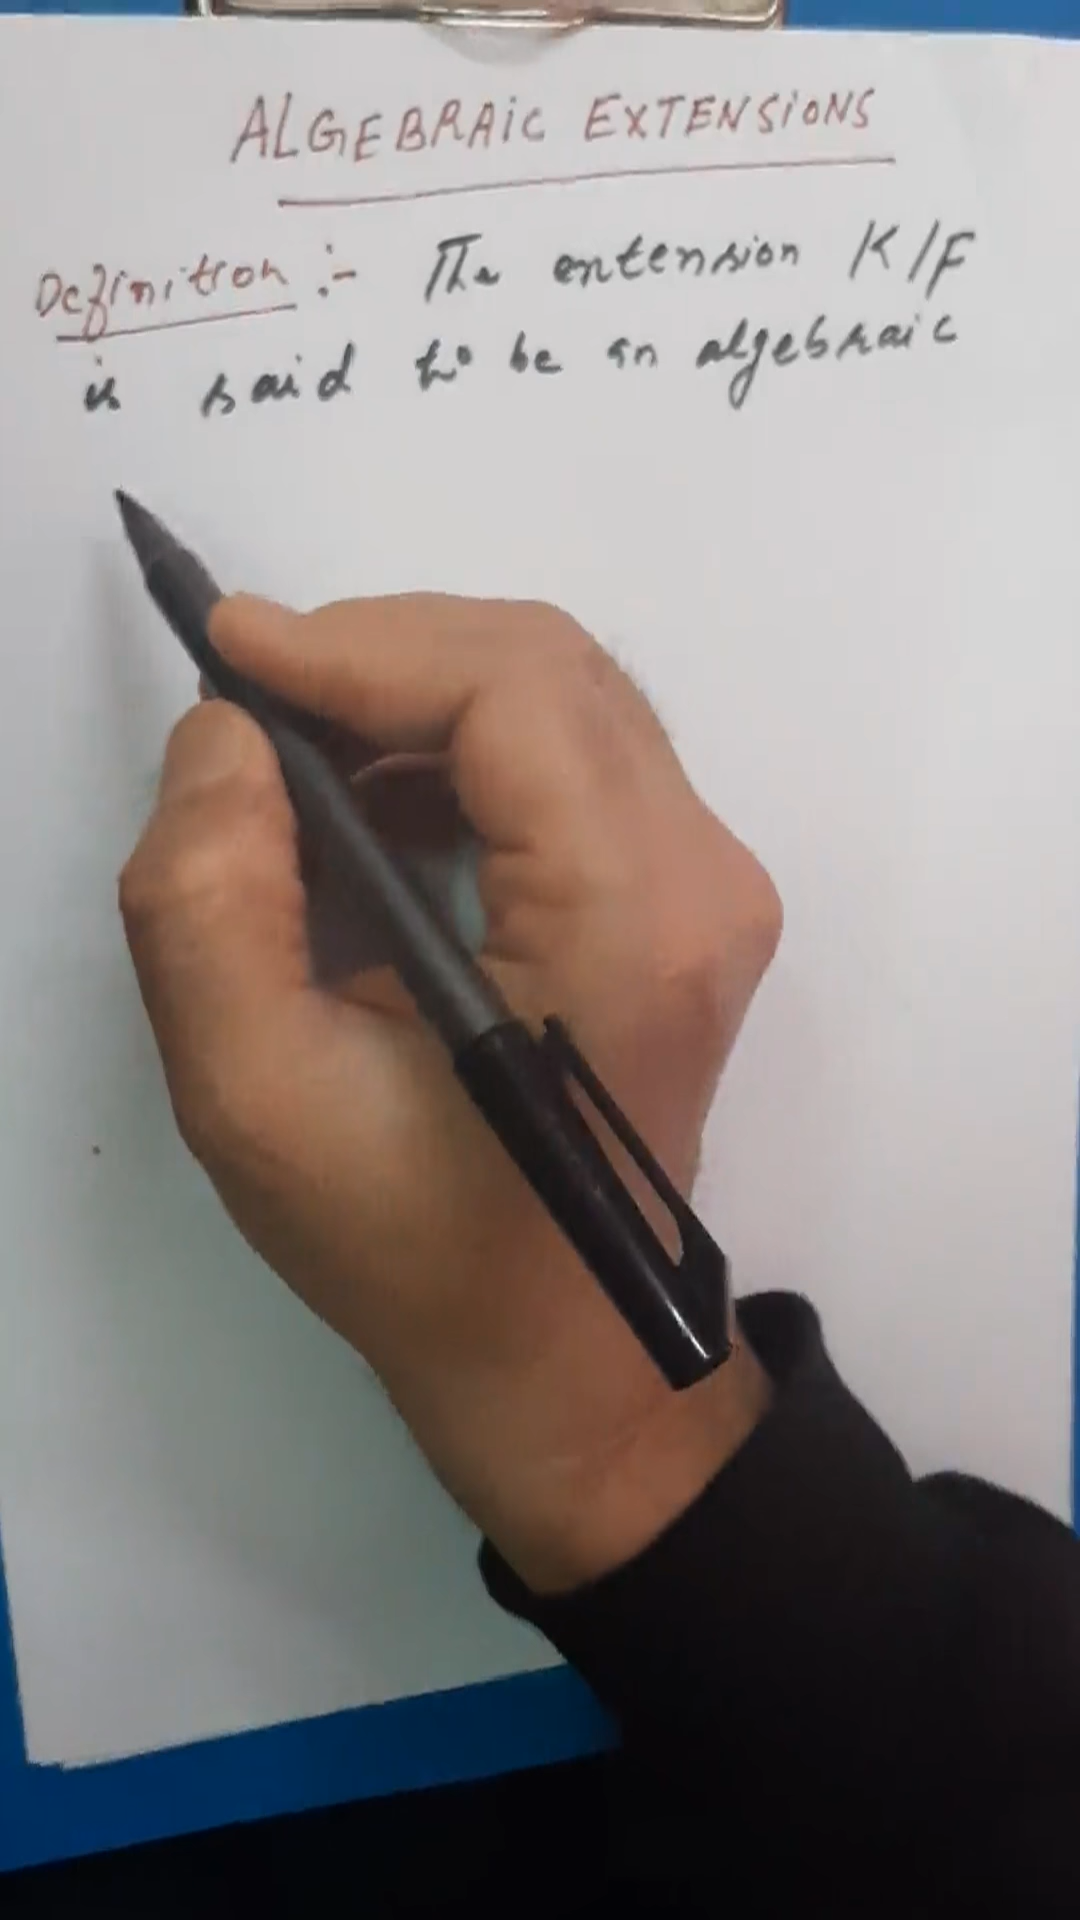 ALGEBRAIC EXTENSIONS
Definition :- The extension K/F
is said to be an algebraic